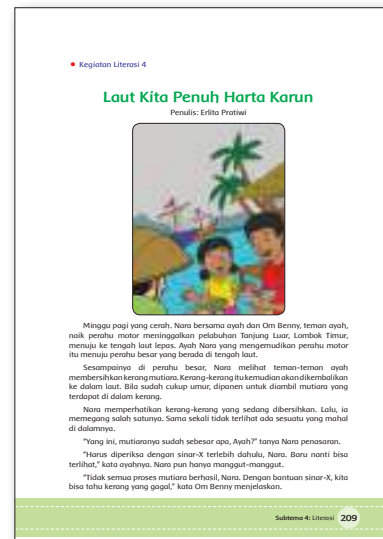 Kegiatan Literasi 4
Laut Kita Penuh Harta Karun
Penulis: Erlita Pratiwi
Minggu pagi yang cerah. Nara bersama ayah dan Om Benny, teman ayah,
naik perahu motor meninggalkan pelabuhan Tanjung Luar, Lombok Timur,
menuju ke tengah laut lepas. Ayah Nara yang mengemudikan perahu motor
itu menuju perahu besar yang berada di tengah laut.
Sesampainya di perahu besar, Nara melihat teman-teman ayah
membersihkan kerang mutiara. Kerang-kerang itu kemudian akan dikembalikan
ke dalam laut. Bila sudah cukup umur, dipanen untuk diambil mutiara yang
terdapat di dalam kerang.
Nara memperhatikan kerang-kerang yang sedang dibersihkan. Lalu, ia
memegang salah satunya. Sama sekali tidak terlihat ada sesuatu yang mahal
di dalamnya.
“Yang ini, mutiaranya sudah sebesar apa, Ayah?” tanya Nara penasaran.
“Harus diperiksa dengan sinar-X terlebih dahulu, Nara. Baru nanti bisa
terlihat,” kata ayahnya. Nara pun hanya manggut-manggut.
“Tidak semua proses mutiara berhasil, Nara. Dengan bantuan sinar-X, kita
bisa tahu kerang yang gagal,” kata Om Benny menjelaskan.
Subtema 4: Literasi 209